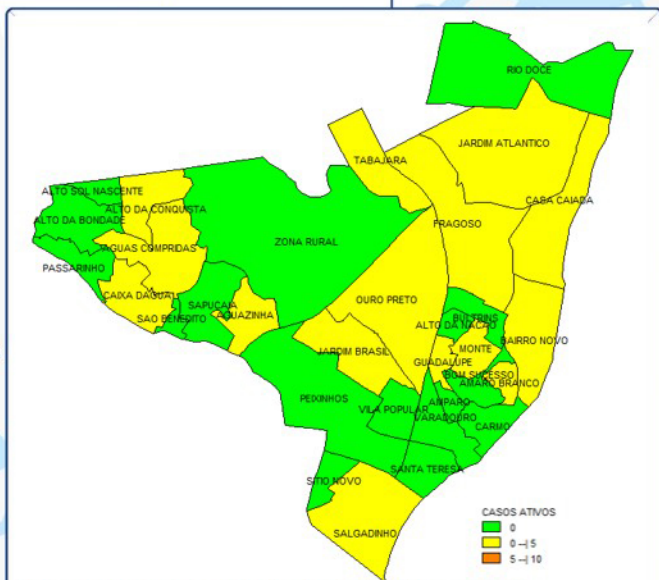 RIO DOCE
JARDIM ATLANTICO
TABAJARA
ALTO SOL NASCENTE
CASA CAIADA
ALTO DA CONQUISTA
ALTO DA BONDADE
FRAGOSO
ZONA RURAL
AGUAS COMPRIDAS
PASSARINHO
CAIXA DAGUA
OURO PRETO
SAPUCAIA
AGUAZINHA
SAO BENEDITO
BULTRINS
ALTO DA NACAO
BAIRRO NOVO
MONTE
JARDIM BRASIL
GUADALUPE
BOM SUCESSO
AMARO BRANCO
PEIXINHOS
AMPARO
VILA POPULAR
VARADOURO
CARMO
SANTA TERESA
SITIO NOVO
SALGADINHO
CASOS ATIVOS
0
0 --| 5
5 --| 10